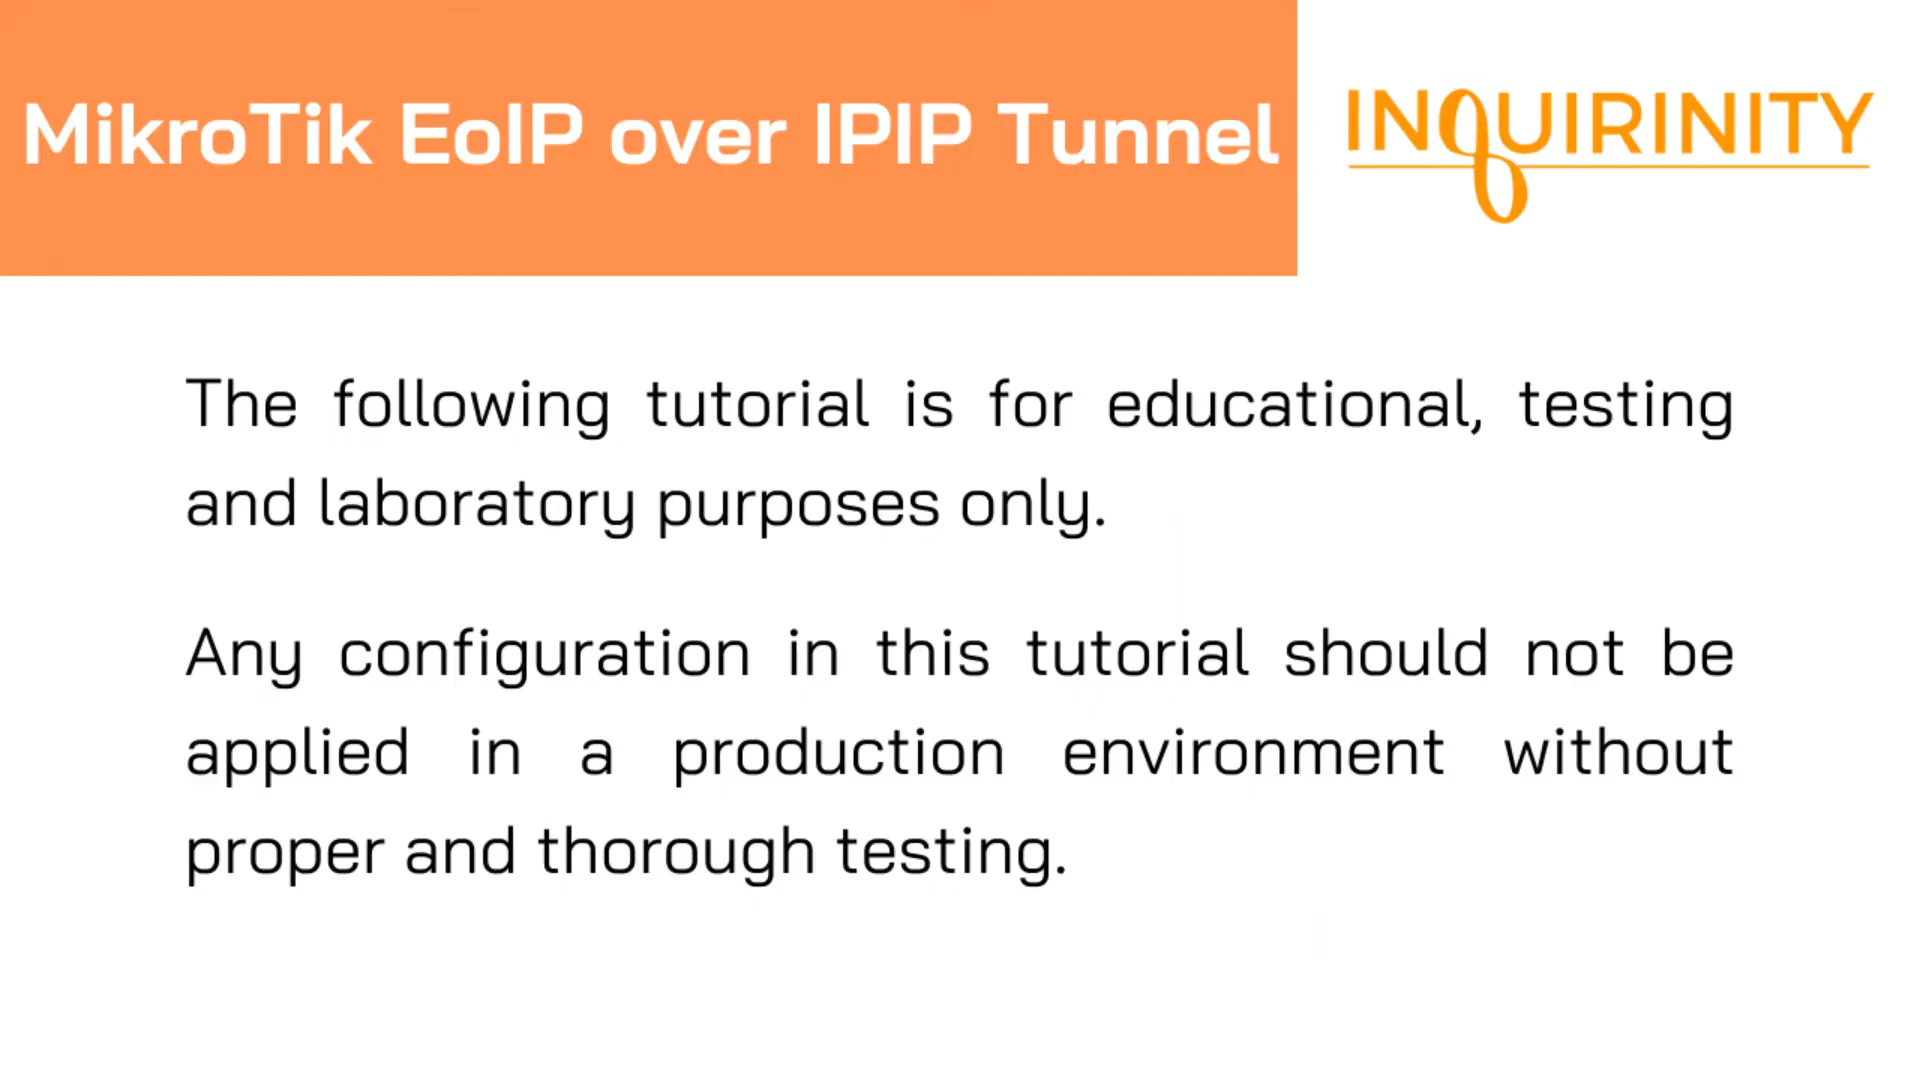 MikroTik EoIP over IPIP Tunnel
INQUIRINITY
The following tutorial is for educational, testing
and laboratory purposes only.
Any configuration in this tutorial should not be
applied in a production environment without
proper and thorough testing.